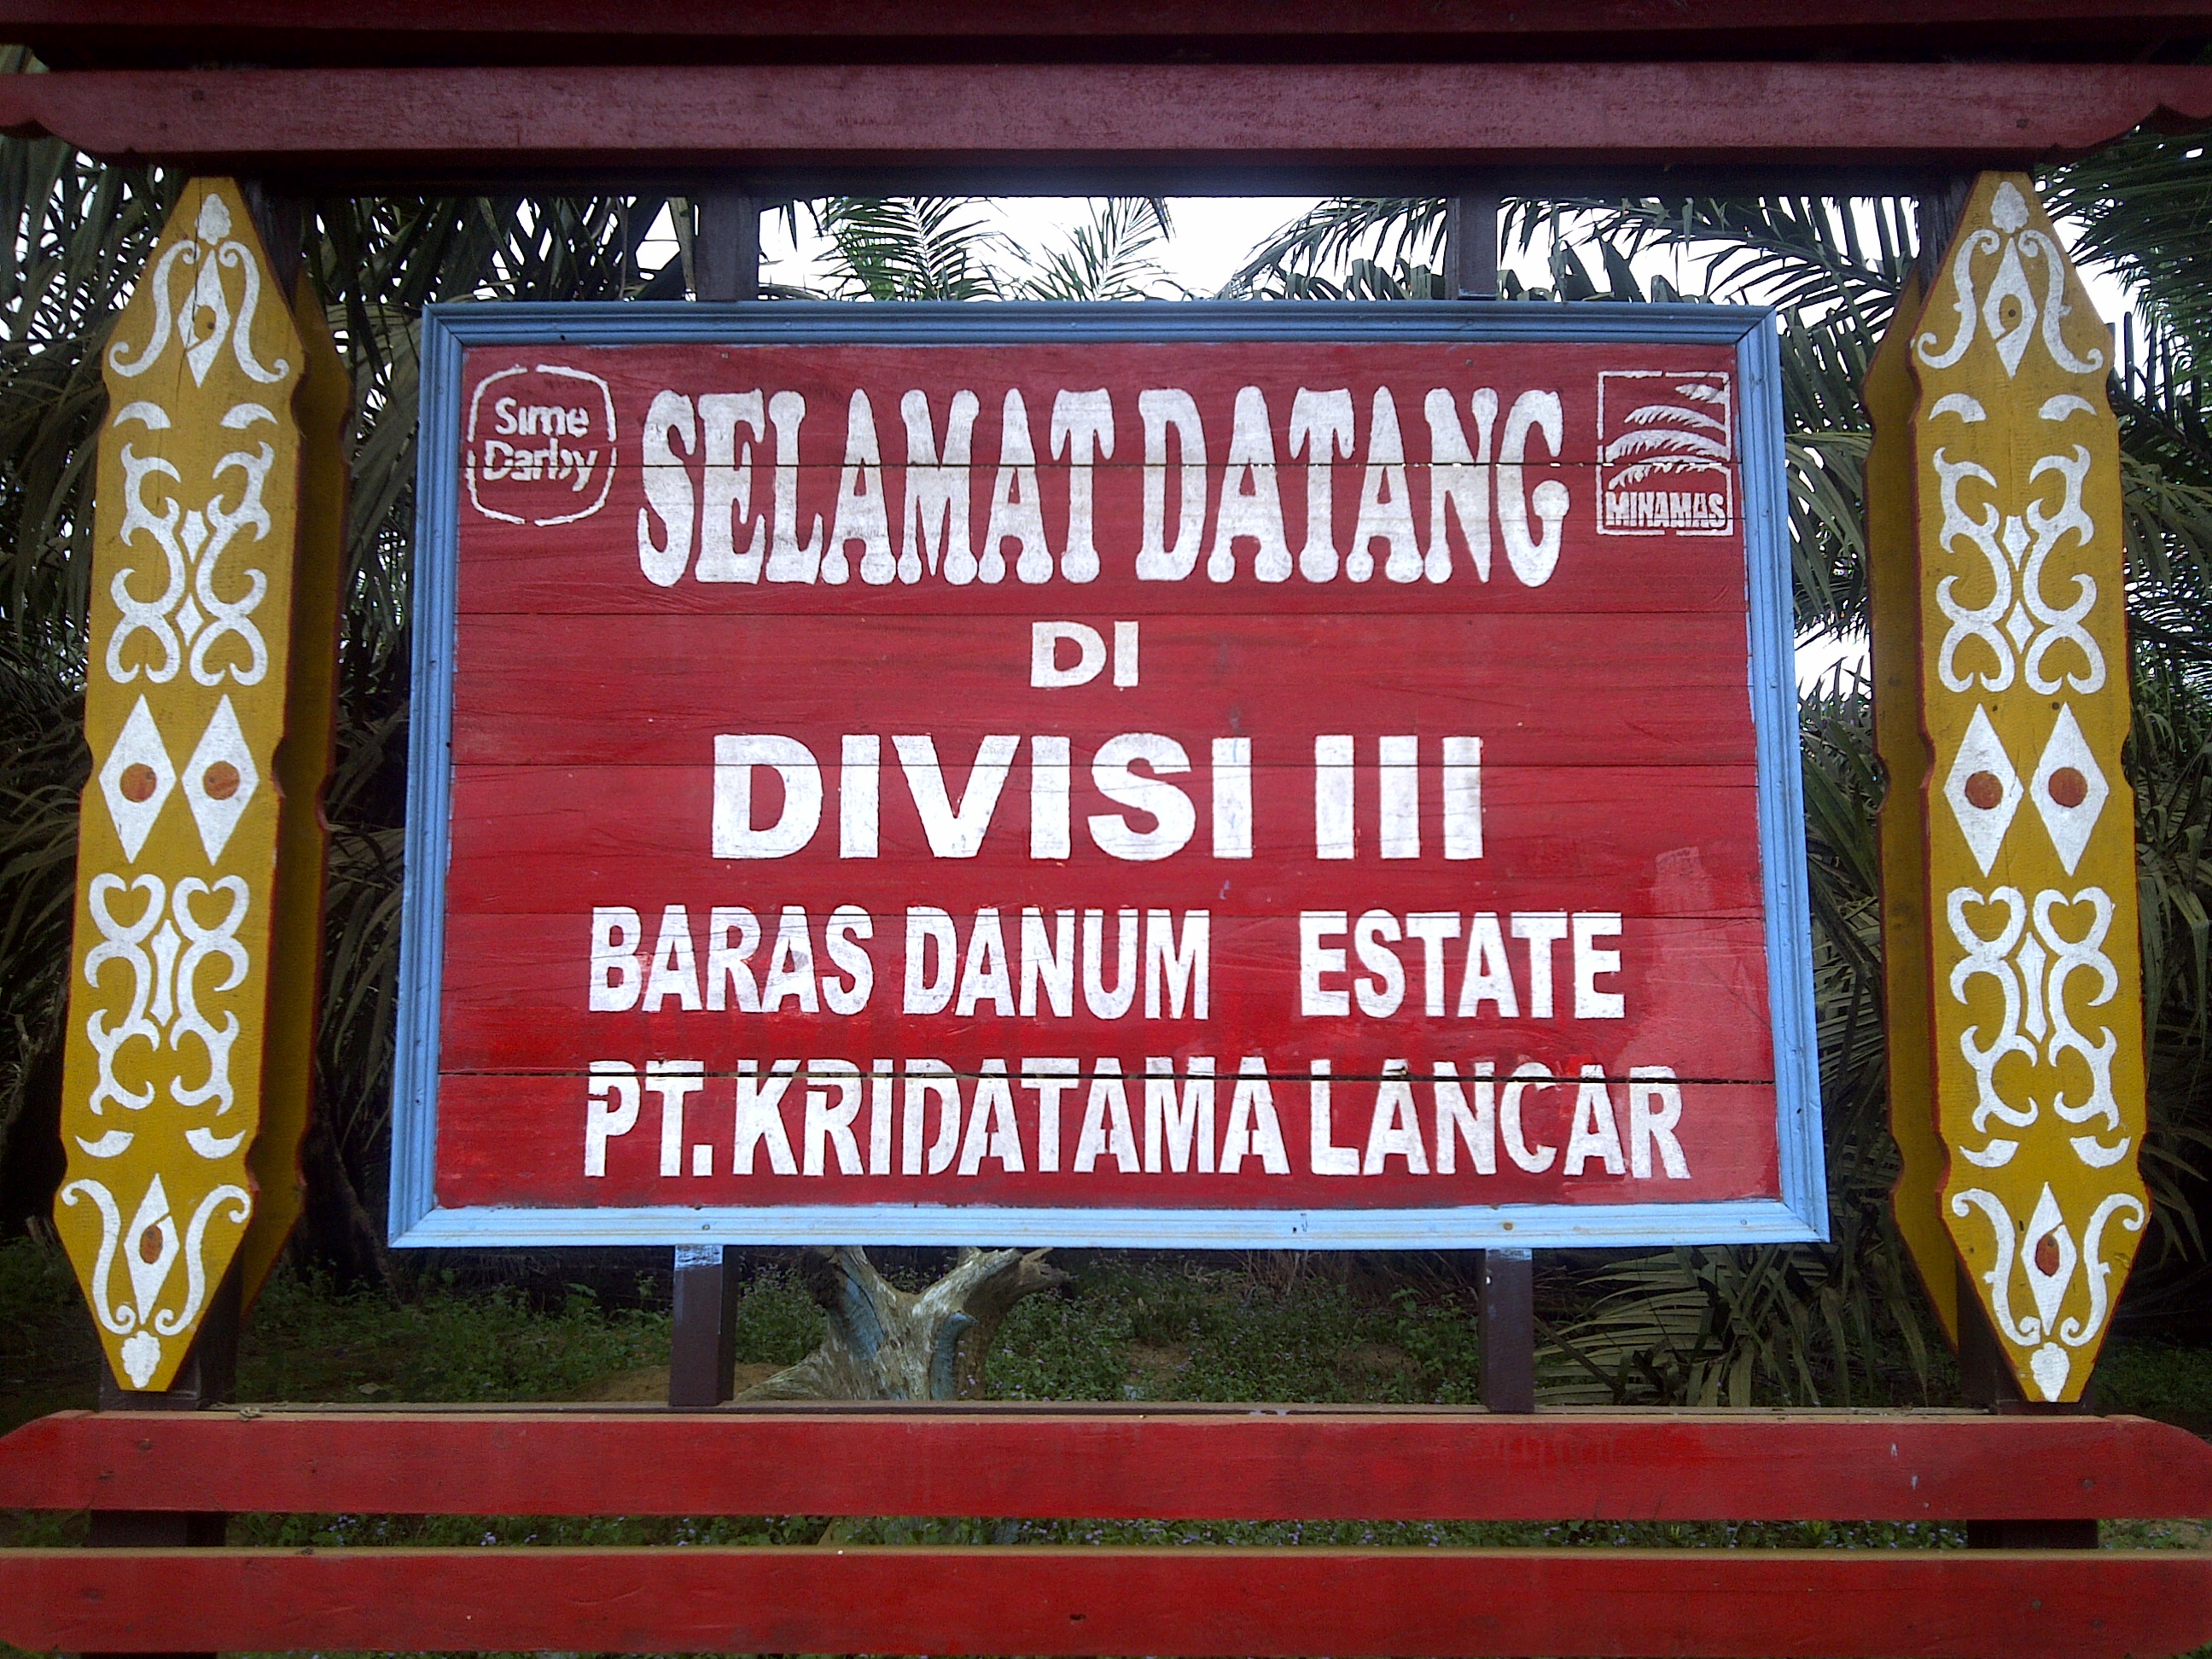 Sime
Darby
SELAMAT DATANG
MINAMAS
DI
DIVISI III
BARAS DANUM ESTATE
PT. KRIDATAMA LANCAR